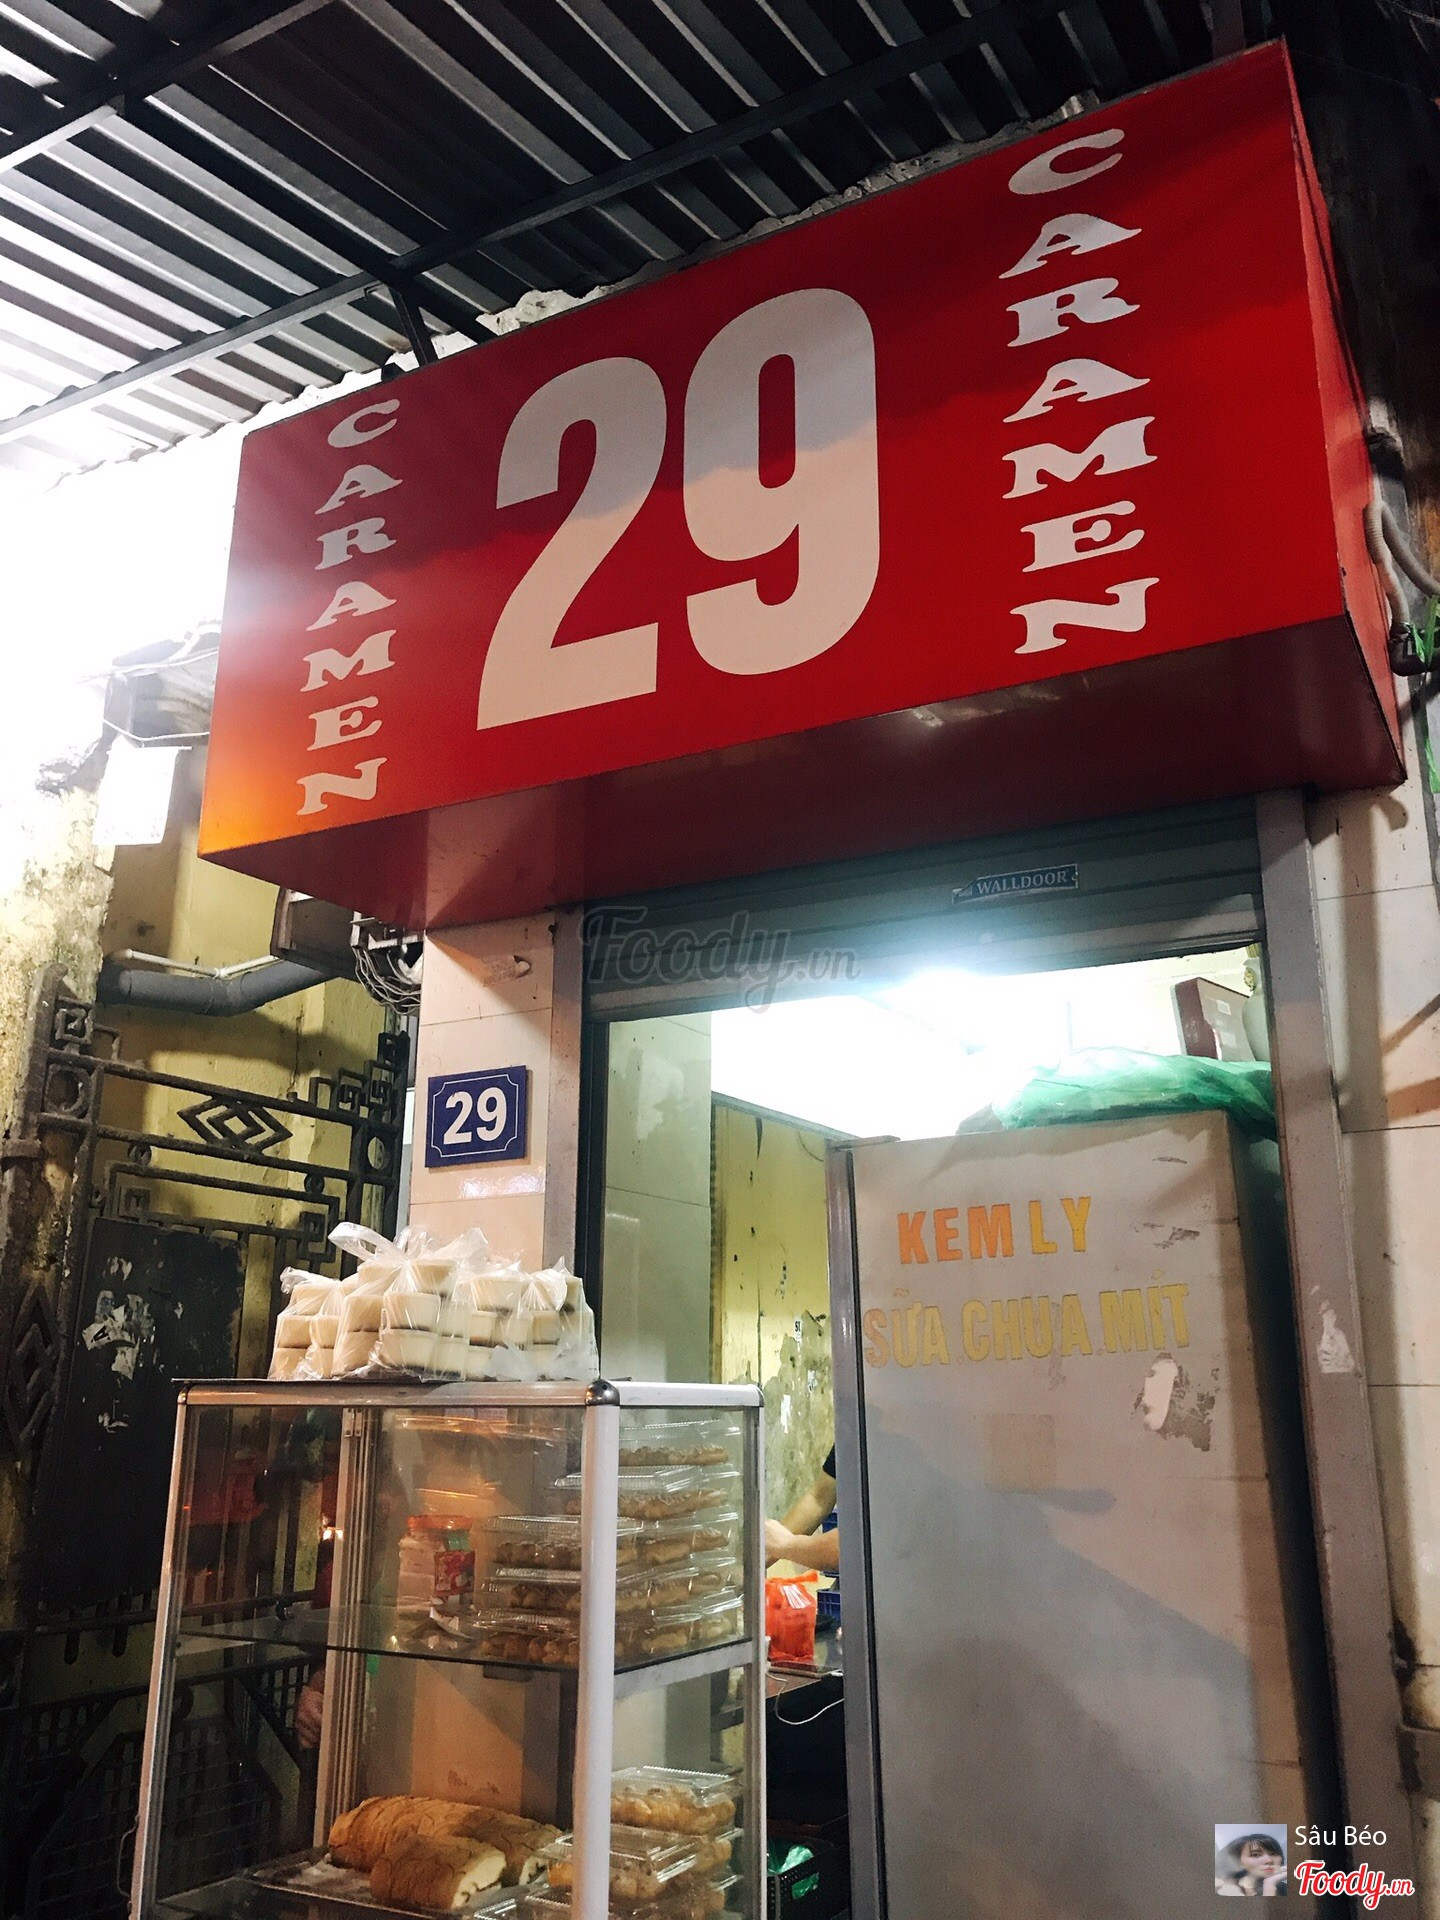 CARAMEN
29
CARAMEN
WALLDOOR
Foody.vn
29
KEM LY
SỮA.CHUA.MÍT
Sâu Béo
Foody.vn